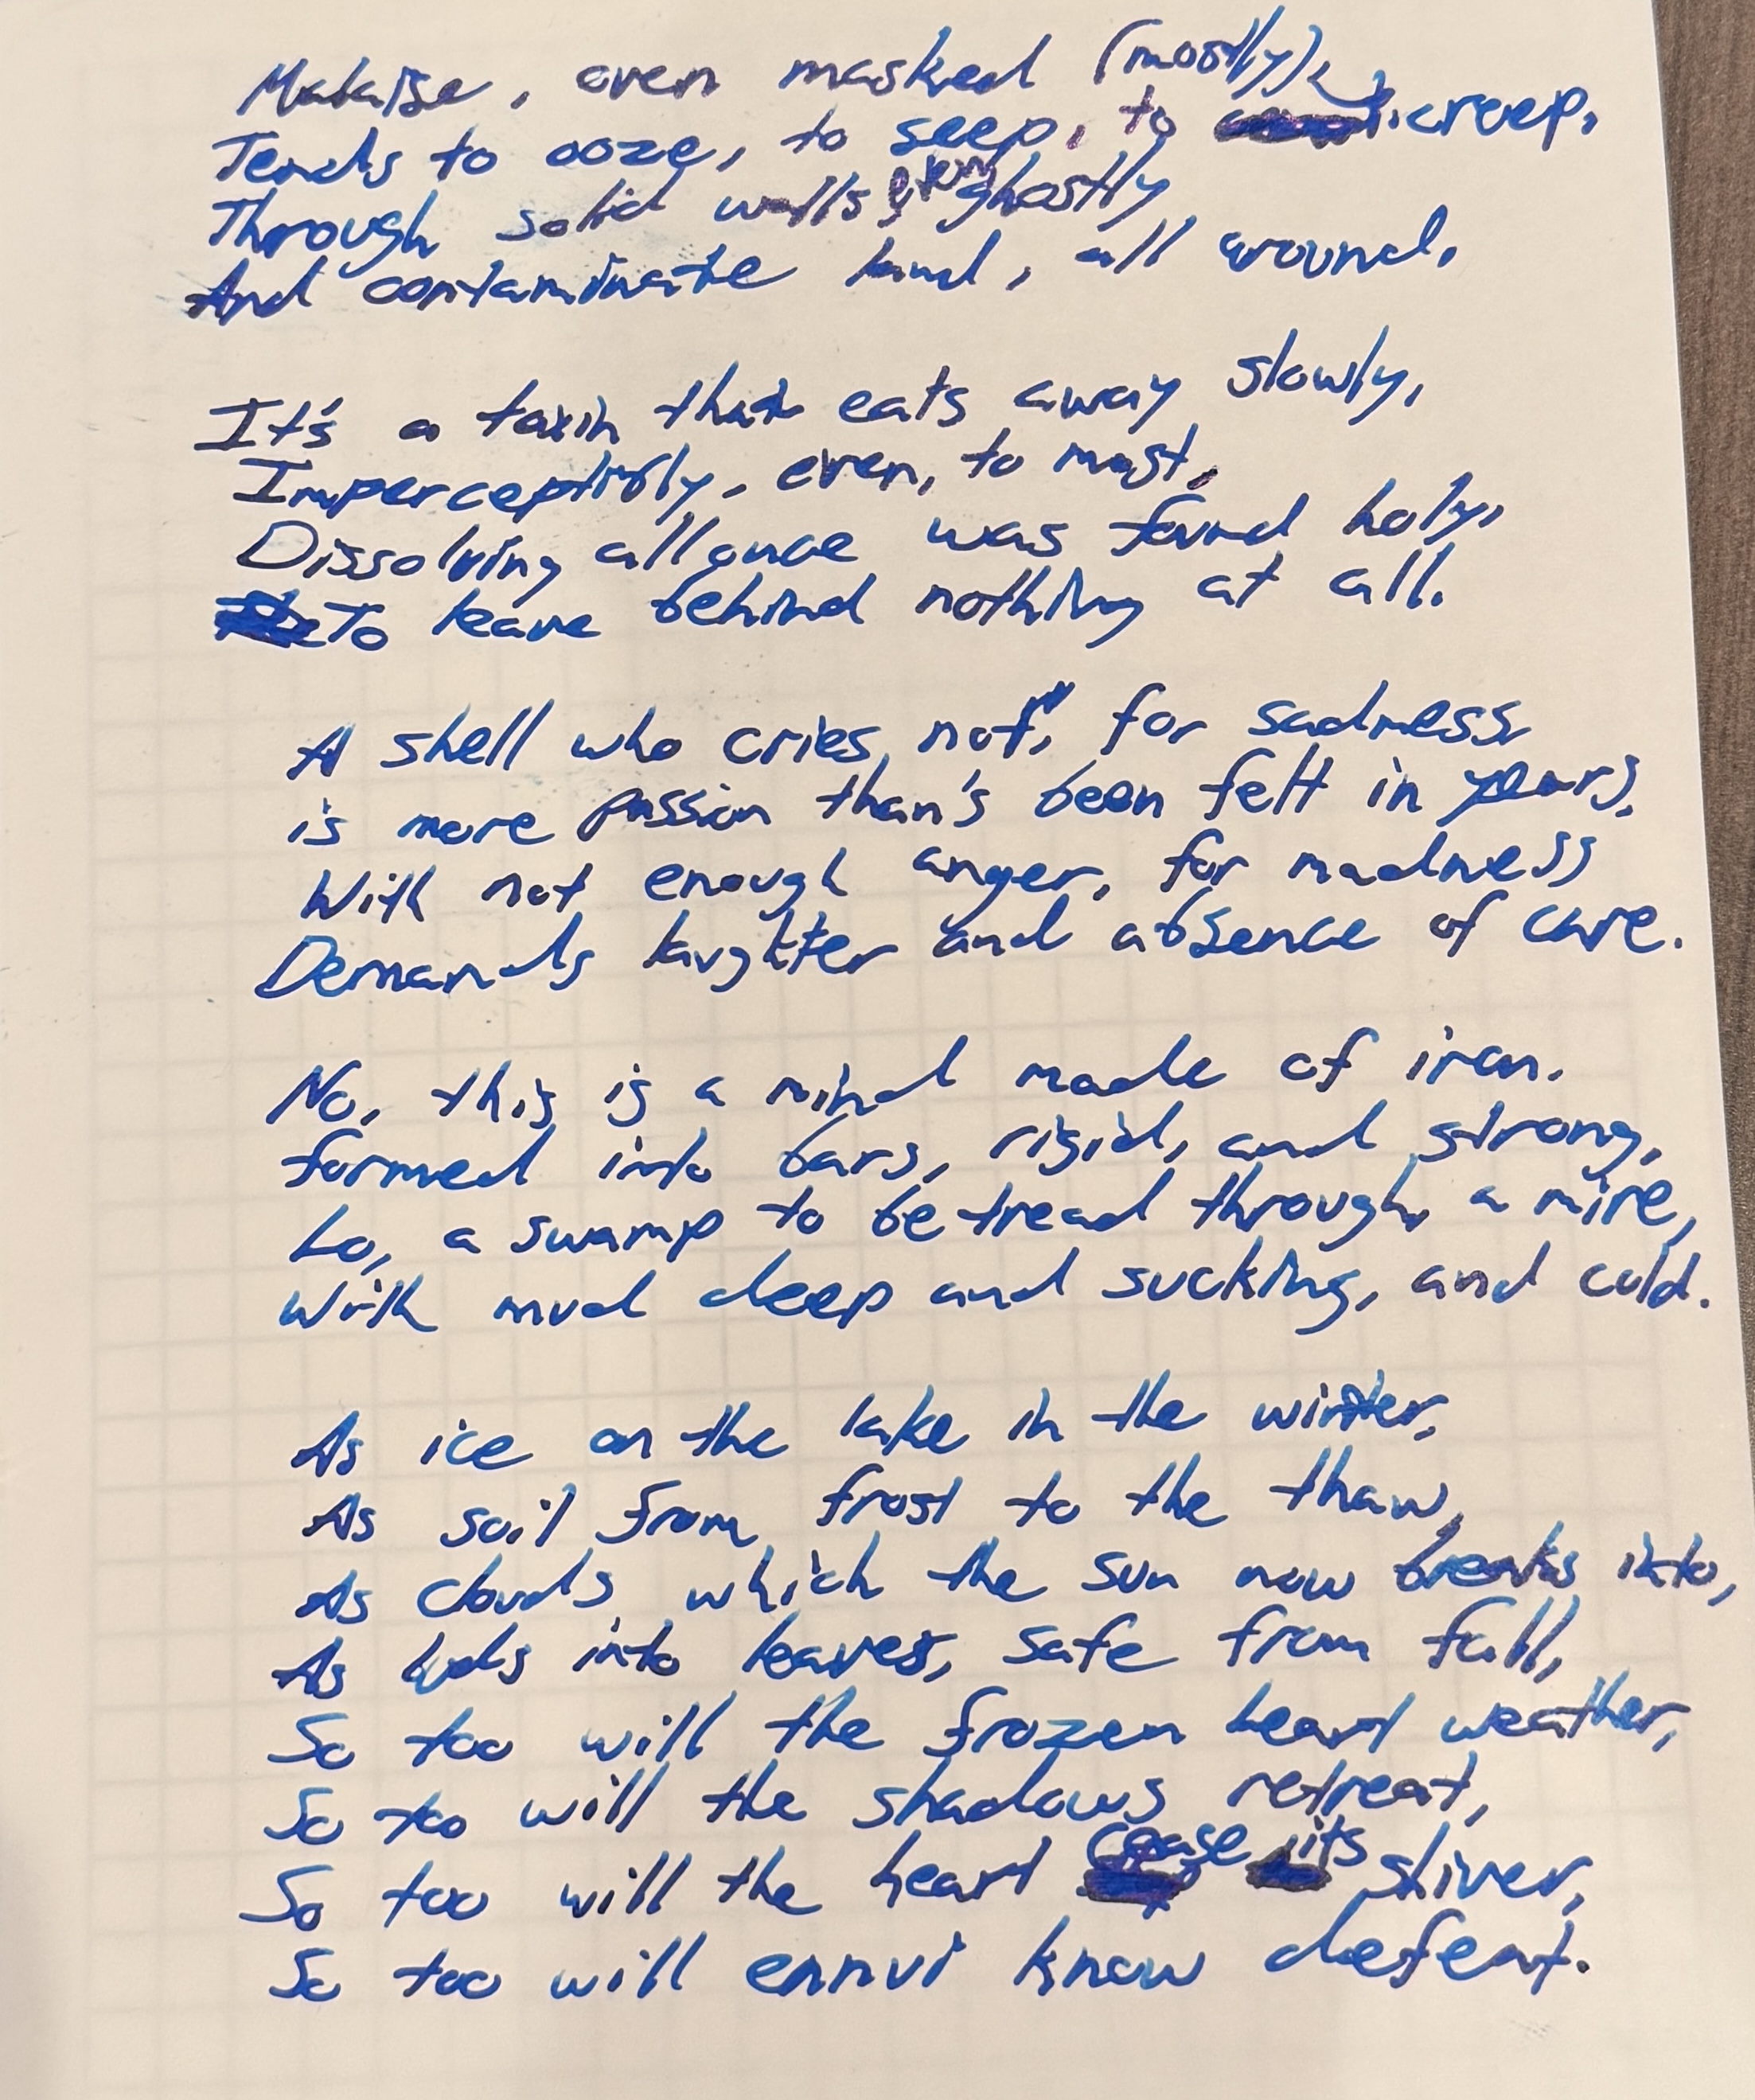 Malaise, even masked (mostly),
Tends to ooze, to seep, to creep,
Through solid walls, even ghostly
And contaminate land, all around.
It's a toxin that eats away slowly,
Imperceptibly, even, to most,
Dissolving all once was found holy,
To leave behind nothing at all.
A shell who cries not, for sadness
is more passion than's been felt in years,
With not enough anger, for madness
Demands laughter and absence of care.
No, this is a mind made of iron,
formed into bars, rigid, and strong,
Lo, a swamp to be tread through, a mire,
With mud deep and sucking, and cold.
As ice on the lake in the winter,
As soil from frost to the thaw,
As clouds which the sun now breaks into,
As buds into leaves, safe from fall,
So too will the frozen heart weather,
So too will the shadows retreat,
So too will the heart cease its shiver,
So too will ennui know defeat.